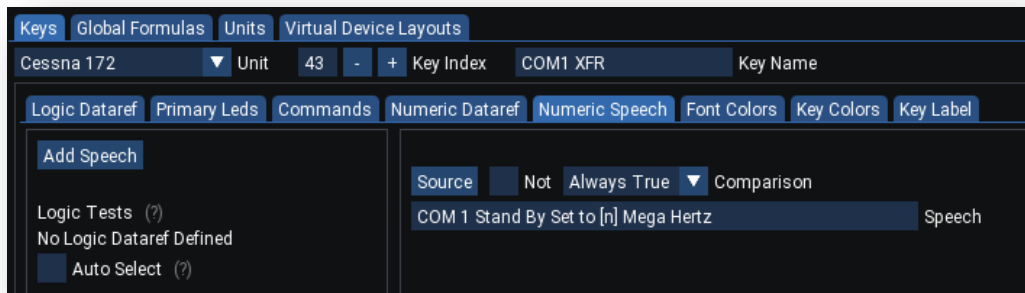 Keys Global Formulas Units Virtual Device Layouts
Cessna 172 Unit 43 - + Key Index COM1 XFR Key Name
Logic Dataref Primary Leds Commands Numeric Dataref Numeric Speech Font Colors Key Colors Key Label
Add Speech
Source Not Always True Comparison
COM 1 Stand By Set to [n] Mega Hertz Speech
Logic Tests (?)
No Logic Dataref Defined
Auto Select (?)